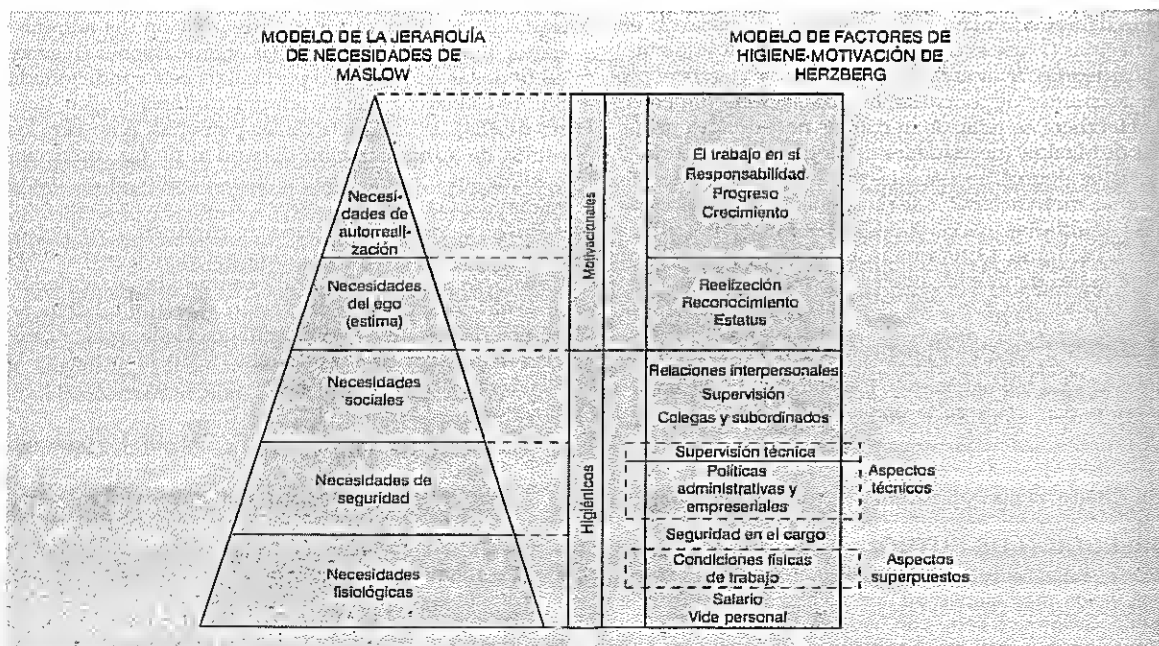 MODELO DE LA JERARQUÍA
DE NECESIDADES DE
MASLOW
MODELO DE FACTORES DE
HIGIENE-MOTIVACIÓN DE
HERZBERG
Necesi-
dades de
autorreali-
zación
Necesidades
del ego
(estima)
Necesidades
sociales
Necesidades de
seguridad
Necesidades
fisiológicas
Motivacionales
Higiénicos
El trabajo en sí
Responsabilidad
Progreso
Crecimiento
Reelizeción
Reconocimiento
Estatus
Relaciones interpersonales
Supervisión
Colegas y subordinados
Supervisión técnica
Políticas
administrativas y
empreseriales
Seguridad en el cargo
Condiciones físicas
de trabajo
Salario
Vide personal
Aspectos
técnicos
Aspectos
superpuestos